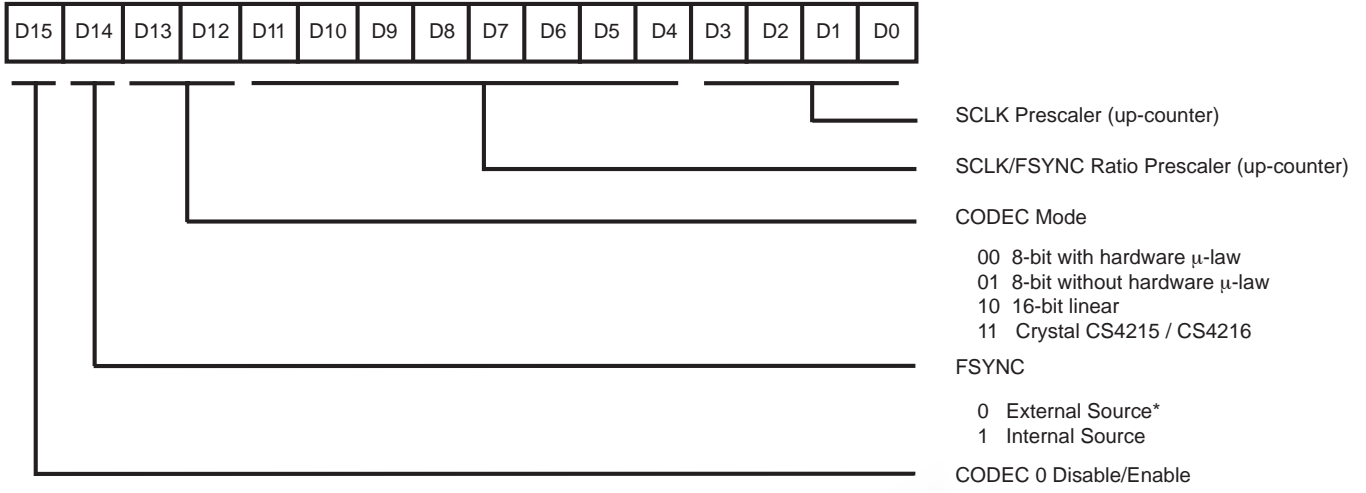 D15 D14 D13 D12 D11 D10 D9 D8 D7 D6 D5 D4 D3 D2 D1 D0
SCLK Prescaler (up-counter)
SCLK/FSYNC Ratio Prescaler (up-counter)
CODEC Mode
00 8-bit with hardware μ-law
01 8-bit without hardware μ-law
10 16-bit linear
11 Crystal CS4215 / CS4216
FSYNC
0 External Source*
1 Internal Source
CODEC 0 Disable/Enable